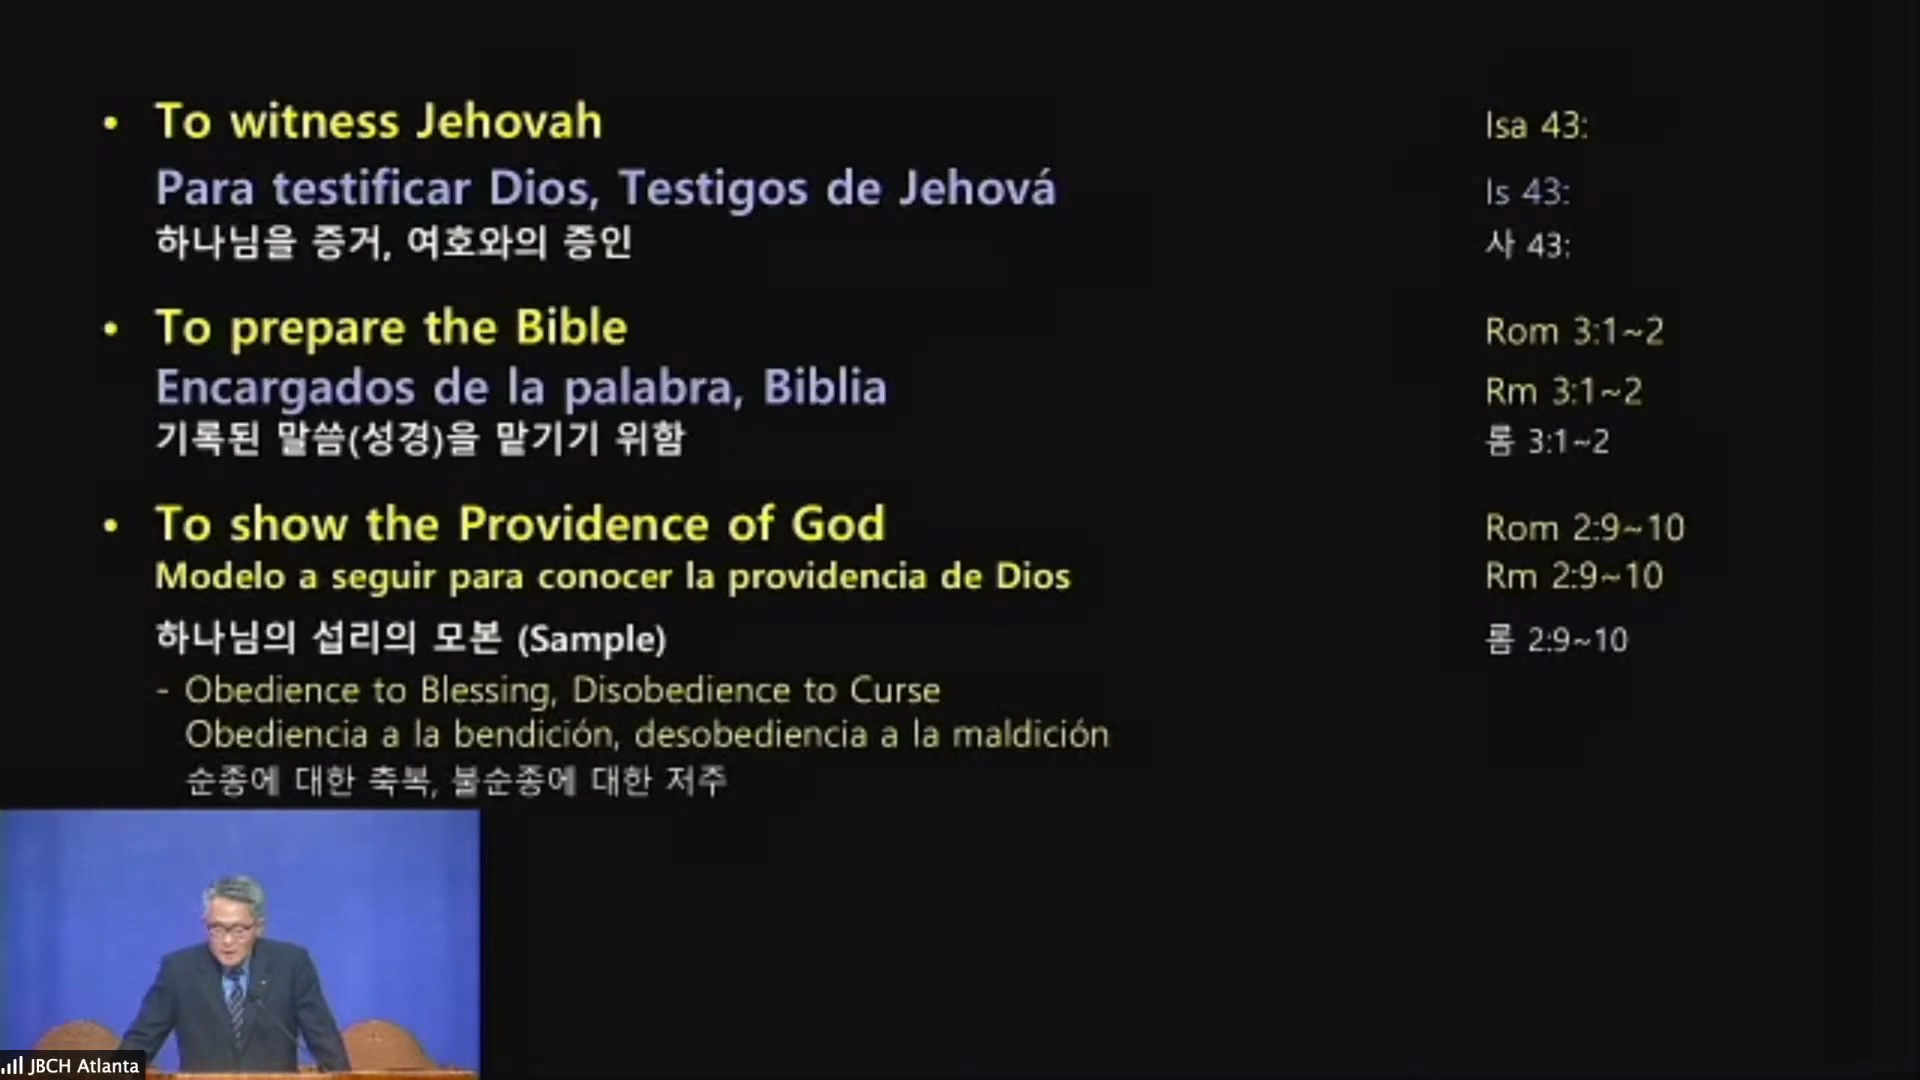 • To witness Jehovah Isa 43:
Para testificar Dios, Testigos de Jehová Is 43:
하나님을 증거, 여호와의 증인 사 43:
• To prepare the Bible Rom 3:1~2
Encargados de la palabra, Biblia Rm 3:1~2
기록된 말씀(성경)을 맡기기 위함 롬 3:1~2
• To show the Providence of God Rom 2:9~10
Modelo a seguir para conocer la providencia de Dios Rm 2:9~10
하나님의 섭리의 모본 (Sample) 롬 2:9~10
- Obedience to Blessing, Disobedience to Curse
Obediencia a la bendición, desobediencia a la maldición
순종에 대한 축복, 불순종에 대한 저주
JBCH Atlanta